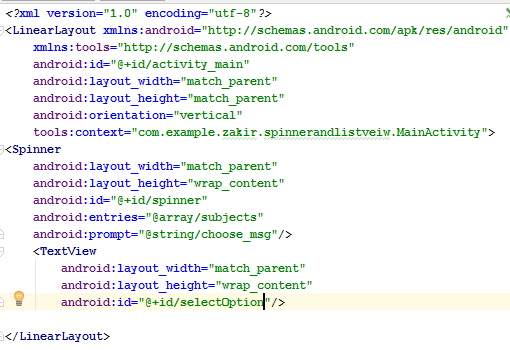 <?xml version="1.0" encoding="utf-8"?>
<LinearLayout xmlns:android="http://schemas.android.com/apk/res/android"
xmlns:tools="http://schemas.android.com/tools"
android:id="@+id/activity_main"
android:layout_width="match_parent"
android:layout_height="match_parent"
android:orientation="vertical"
tools:context="com.example.zakir.spinnerandlistveiw.MainActivity">
<Spinner
android:layout_width="match_parent"
android:layout_height="wrap_content"
android:id="@+id/spinner"
android:entries="@array/subjects"
android:prompt="@string/choose_msg"/>
<TextView
android:layout_width="match_parent"
android:layout_height="wrap_content"
android:id="@+id/selectOption"/>
</LinearLayout>